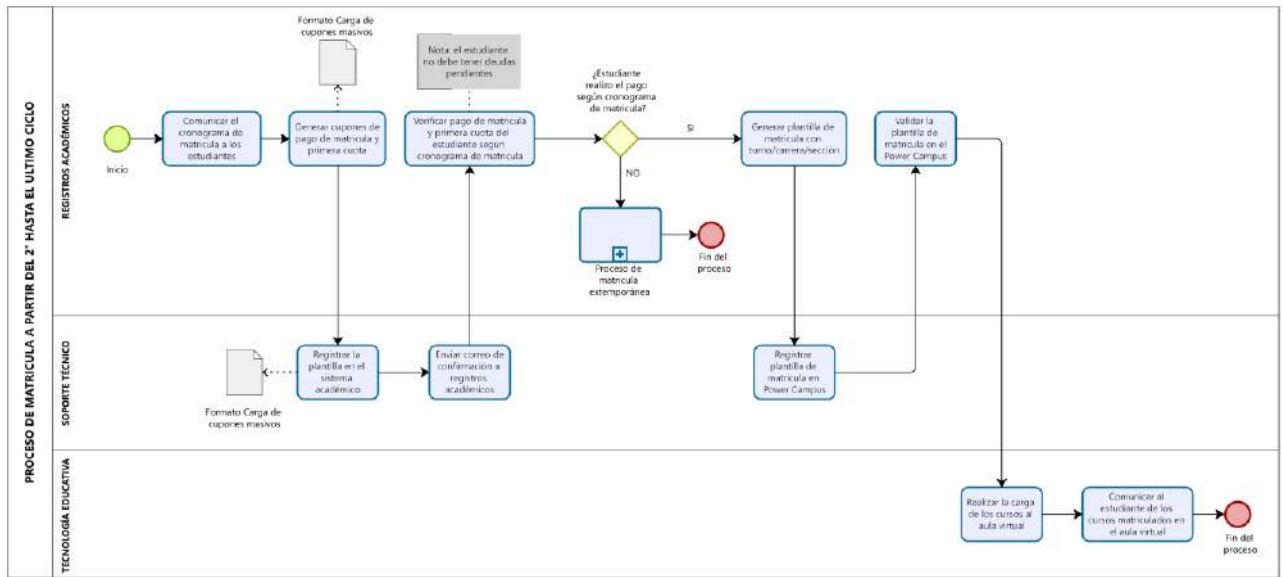 PROCESO DE MATRICULA A PARTIR DEL 2° HASTA EL ULTIMO CICLO
REGISTROS ACADÉMICOS
Inicio
Comunicar el
cronograma de
matricula a los
estudiantes
Formato Carga de
cupones masivos
Generar cupones de
pago de matricula y
primera cuota
Nota: el estudiante
no debe tener deudas
pendientes
Verificar pago de matricula
y primera cuota del
estudiante según
cronograma de matricula
¿Estudiante
realizo el pago
según cronograma
de matricula?
SI
NO
Proceso de
matricula
extemporánea
Fin del
proceso
Generar plantilla de
matricula con
turno/carrera/sección
Validar la
plantilla de
matricula en el
Power Campus
SOPORTE TÉCNICO
Formato Carga de
cupones masivos
Registrar la
plantilla en el
sistema
académico
Enviar correo de
confirmación a
registros
académicos
Registrar
plantilla de
matricula en
Power Campus
TECNOLOGÍA EDUCATIVA
Realizar la carga
de los cursos al
aula virtual
Comunicar al
estudiante de los
cursos matriculados en
el aula virtual
Fin del
proceso